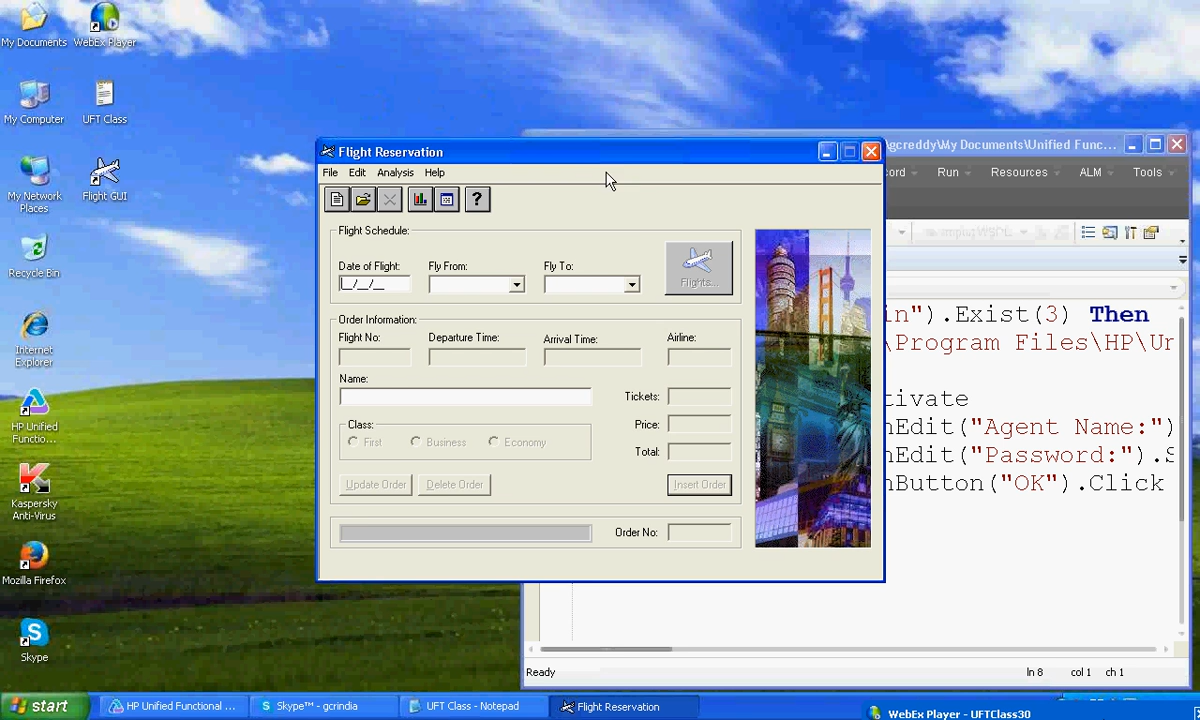 My Documents
WebEx Player
My Computer
UFT Class
My Network
Places
Flight GUI
Recycle Bin
Internet
Explorer
HP Unified
Functio...
Kaspersky
Anti-Virus
Mozilla Firefox
Skype
Flight Reservation
File Edit Analysis Help
?
Flight Schedule:
Date of Flight: Fly From: Fly To:
__/__/__
Flights...
Order Information:
Flight No: Departure Time: Arrival Time: Airline:
Name:
Tickets:
Class:
First Business Economy
Price:
Total:
Update Order Delete Order Insert Order
Order No:
gcreddy\My Documents\Unified Func...
ord Run Resources ALM Tools
in").Exist(3) Then
\Program Files\HP\Un
tivate
nEdit("Agent Name:")
nEdit("Password:").S
nButton("OK").Click
Ready ln 8 col 1 ch 1
start HP Unified Functional ... Skype™ - gcrindia UFT Class - Notepad Flight Reservation
WebEx Player - UFTClass30